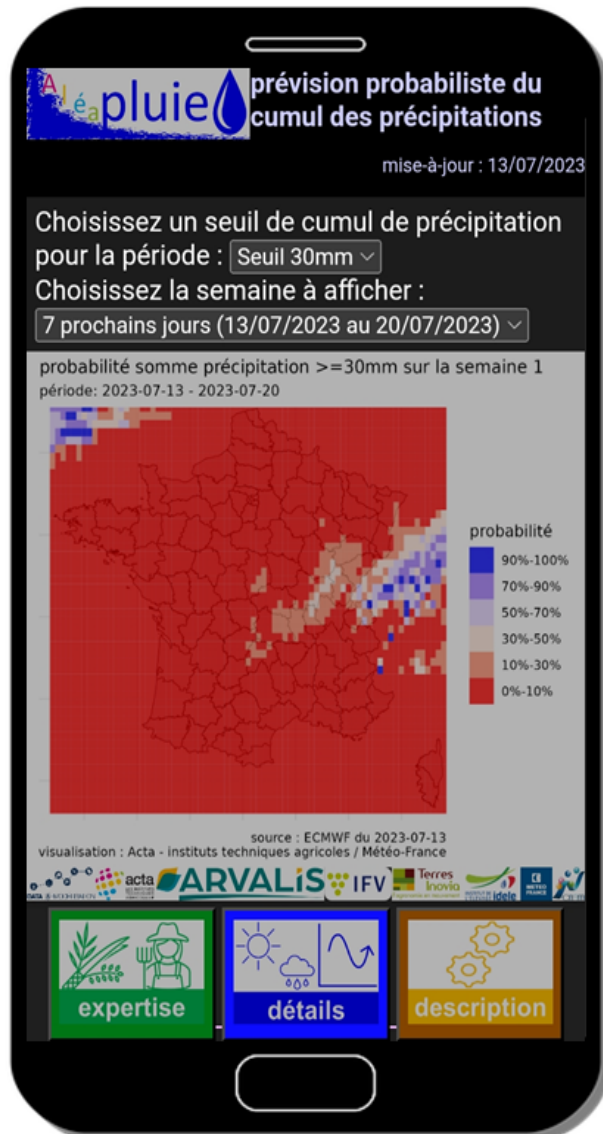 Aléa
pluie
prévision probabiliste du
cumul des précipitations
mise-à-jour : 13/07/2023
Choisissez un seuil de cumul de précipitation
pour la période : Seuil 30mm
Choisissez la semaine à afficher :
7 prochains jours (13/07/2023 au 20/07/2023)
probabilité somme précipitation >=30mm sur la semaine 1
période: 2023-07-13 - 2023-07-20
probabilité
90%-100%
70%-90%
50%-70%
30%-50%
10%-30%
0%-10%
source : ECMWF du 2023-07-13
visualisation : Acta - instituts techniques agricoles / Météo-France
acta
ARVALIS
IFV
Terres
Inovia
idele
METEO
FRANCE
expertise
détails
description